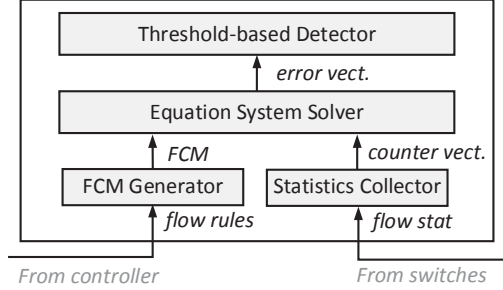 Threshold-based Detector
error vect.
Equation System Solver
FCM
counter vect.
FCM Generator
Statistics Collector
flow rules
flow stat
From controller
From switches